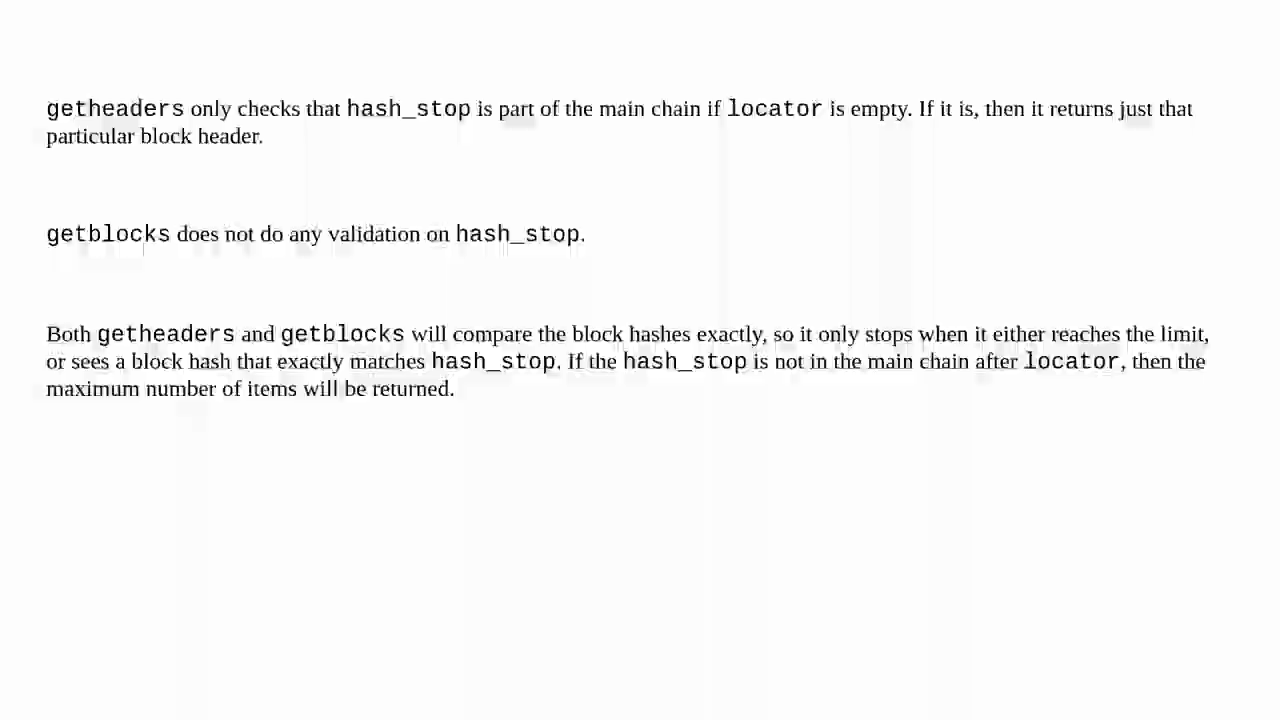 getheaders only checks that hash_stop is part of the main chain if locator is empty. If it is, then it returns just that
particular block header.
getblocks does not do any validation on hash_stop.
Both getheaders and getblocks will compare the block hashes exactly, so it only stops when it either reaches the limit,
or sees a block hash that exactly matches hash_stop. If the hash_stop is not in the main chain after locator, then the
maximum number of items will be returned.